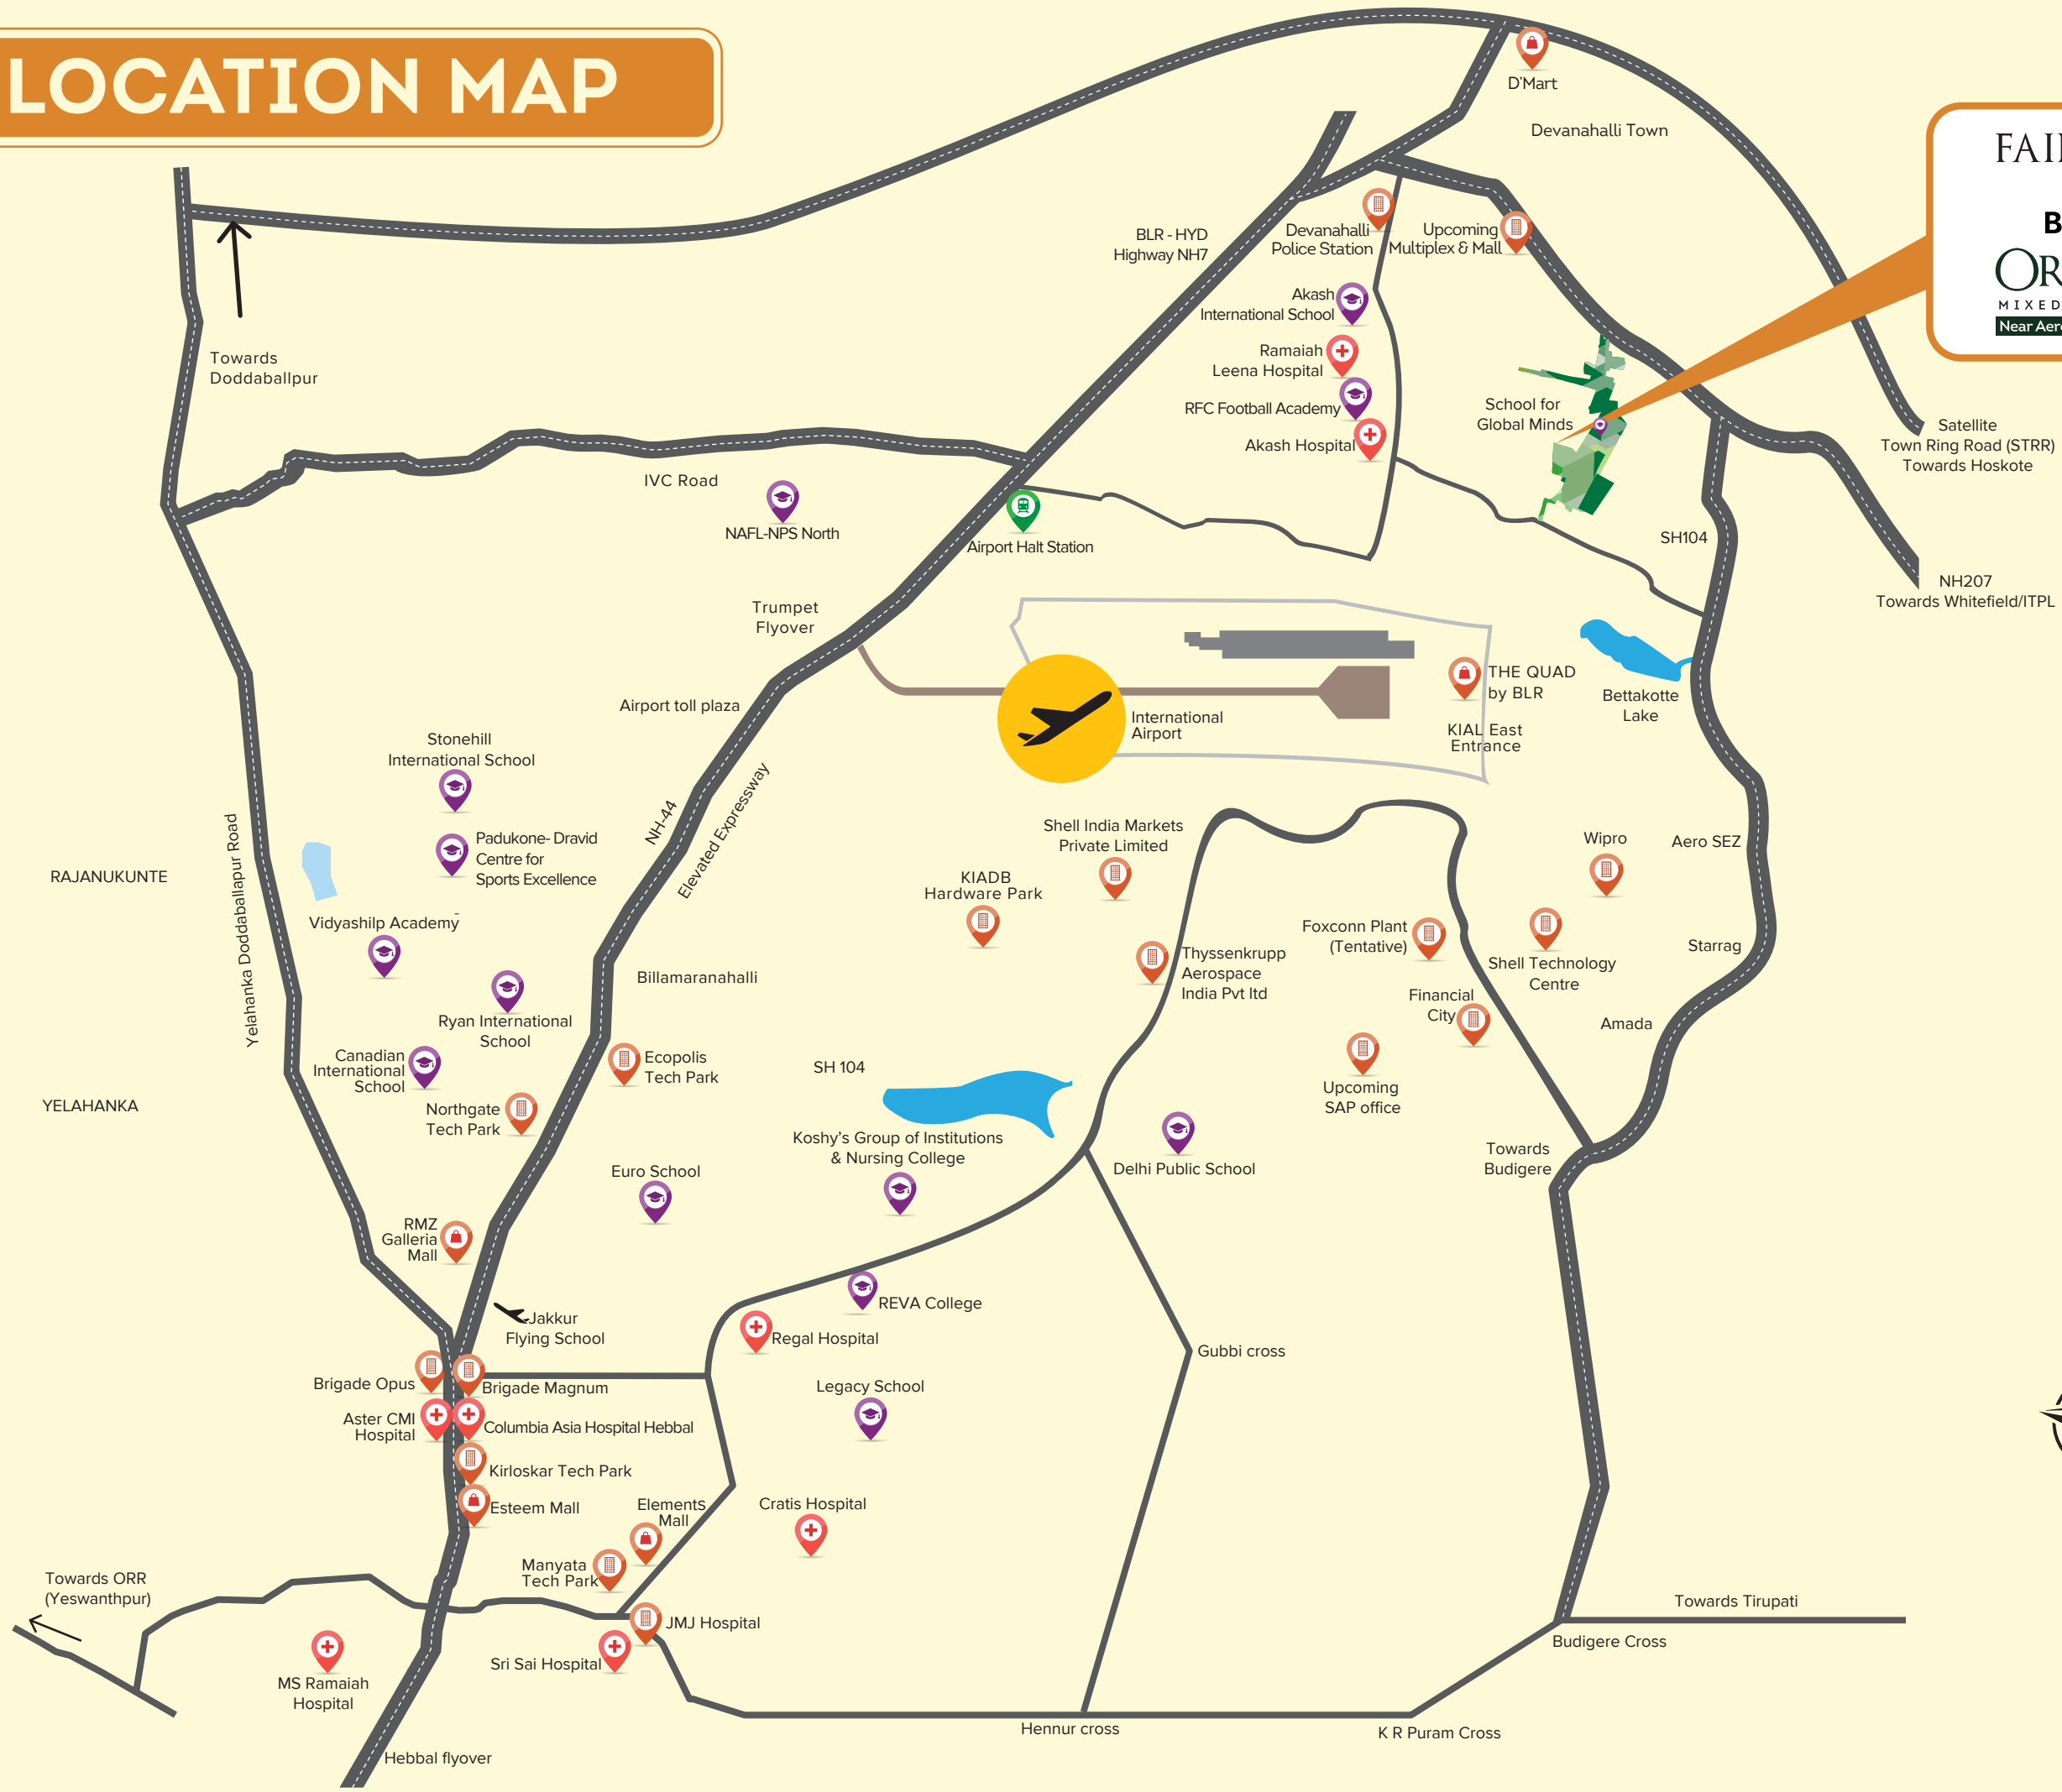 LOCATION MAP
D'Mart
Devanahalli Town
FAI
B
OR
MIXED
Near Aer
BLR - HYD
Highway NH7
Devanahalli
Police Station
Upcoming
Multiplex & Mall
Akash
International School
Ramaiah
Leena Hospital
RFC Football Academy
Akash Hospital
School for
Global Minds
Satellite
Town Ring Road (STRR)
Towards Hoskote
Towards
Doddaballpur
IVC Road
NAFL-NPS North
Airport Halt Station
SH104
NH207
Towards Whitefield/ITPL
Trumpet
Flyover
Airport toll plaza
International
Airport
THE QUAD
by BLR
KIAL East
Entrance
Bettakotte
Lake
Stonehill
International School
NH-44
Elevated Expressway
Padukone- Dravid
Centre for
Sports Excellence
Yelahanka Doddaballapur Road
RAJANUKUNTE
Vidyashilp Academy
Shell India Markets
Private Limited
KIADB
Hardware Park
Wipro
Aero SEZ
Foxconn Plant
(Tentative)
Thyssenkrupp
Aerospace
India Pvt ltd
Starrag
Shell Technology
Centre
Billamaranahalli
Financial
City
Ryan International
School
Amada
Canadian
International
School
Ecopolis
Tech Park
SH 104
Upcoming
SAP office
YELAHANKA
Northgate
Tech Park
Koshy's Group of Institutions
& Nursing College
Delhi Public School
Towards
Budigere
Euro School
RMZ
Galleria
Mall
REVA College
Jakkur
Flying School
Regal Hospital
Gubbi cross
Brigade Opus
Brigade Magnum
Legacy School
Aster CMI
Hospital
Columbia Asia Hospital Hebbal
Kirloskar Tech Park
Esteem Mall
Elements
Mall
Cratis Hospital
Manyata
Tech Park
Towards ORR
(Yeswanthpur)
JMJ Hospital
Towards Tirupati
Budigere Cross
Sri Sai Hospital
MS Ramaiah
Hospital
Hennur cross
K R Puram Cross
Hebbal flyover